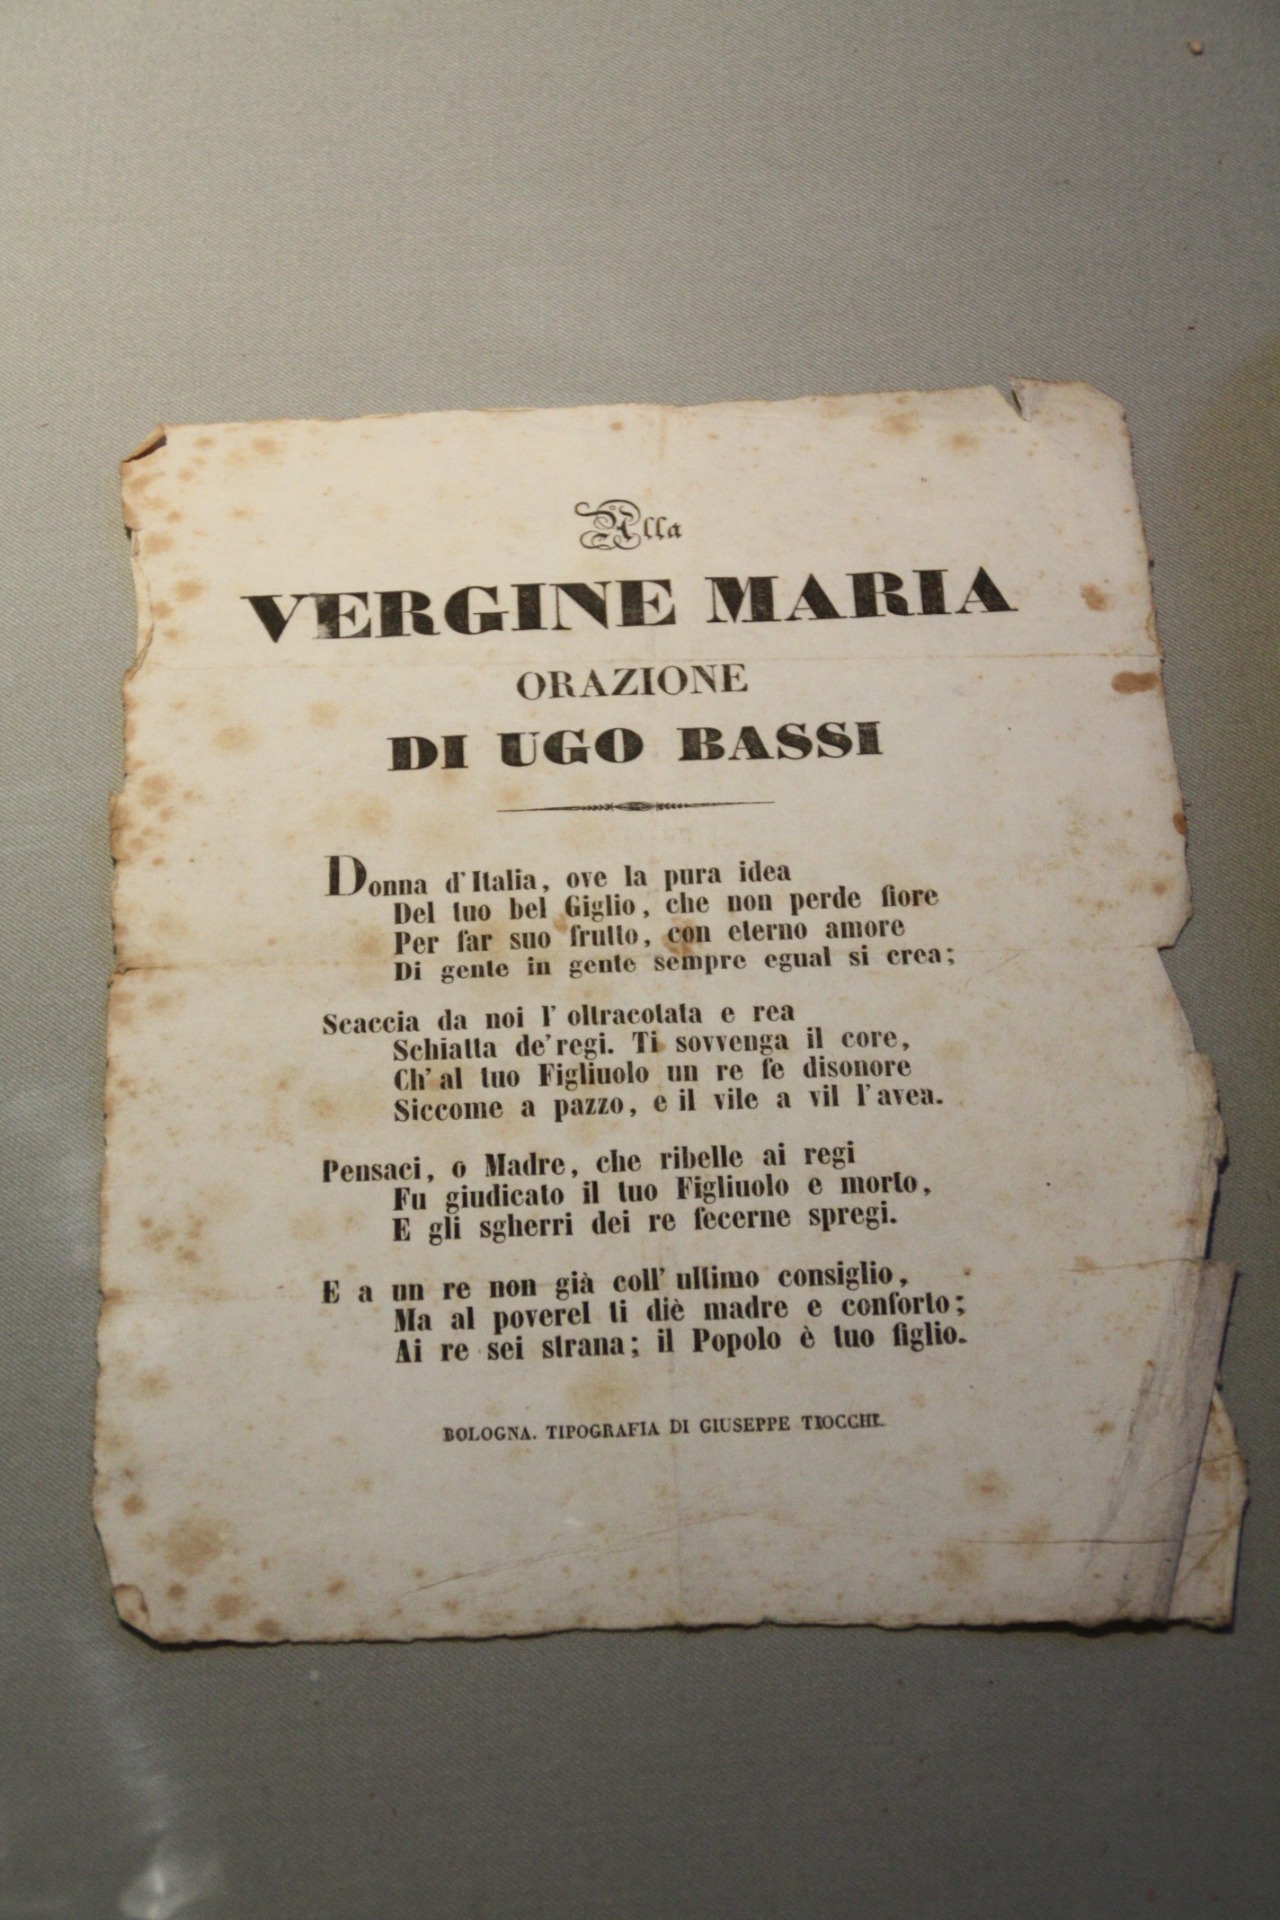 Alla
VERGINE MARIA
ORAZIONE
DI UGO BASSI
Donna d'Italia, ove la pura idea
Del tuo bel Giglio, che non perde fiore
Per far suo frutto, con eterno amore
Di gente in gente sempre egual si crea;
Scaccia da noi l' oltracotata e rea
Schiatta de' regi. Ti sovvenga il core,
Ch' al tuo Figliuolo un re fe disonore
Siccome a pazzo, e il vile a vil l'avea.
Pensaci, o Madre, che ribelle ai regi
Fu giudicato il tuo Figliuolo e morto,
E gli sgherri dei re fecerne spregi.
E a un re non già coll' ultimo consiglio,
Ma al poverel ti diè madre e conforto;
Ai re sei strana; il Popolo è tuo figlio.
BOLOGNA. TIPOGRAFIA DI GIUSEPPE TIOCCHI.